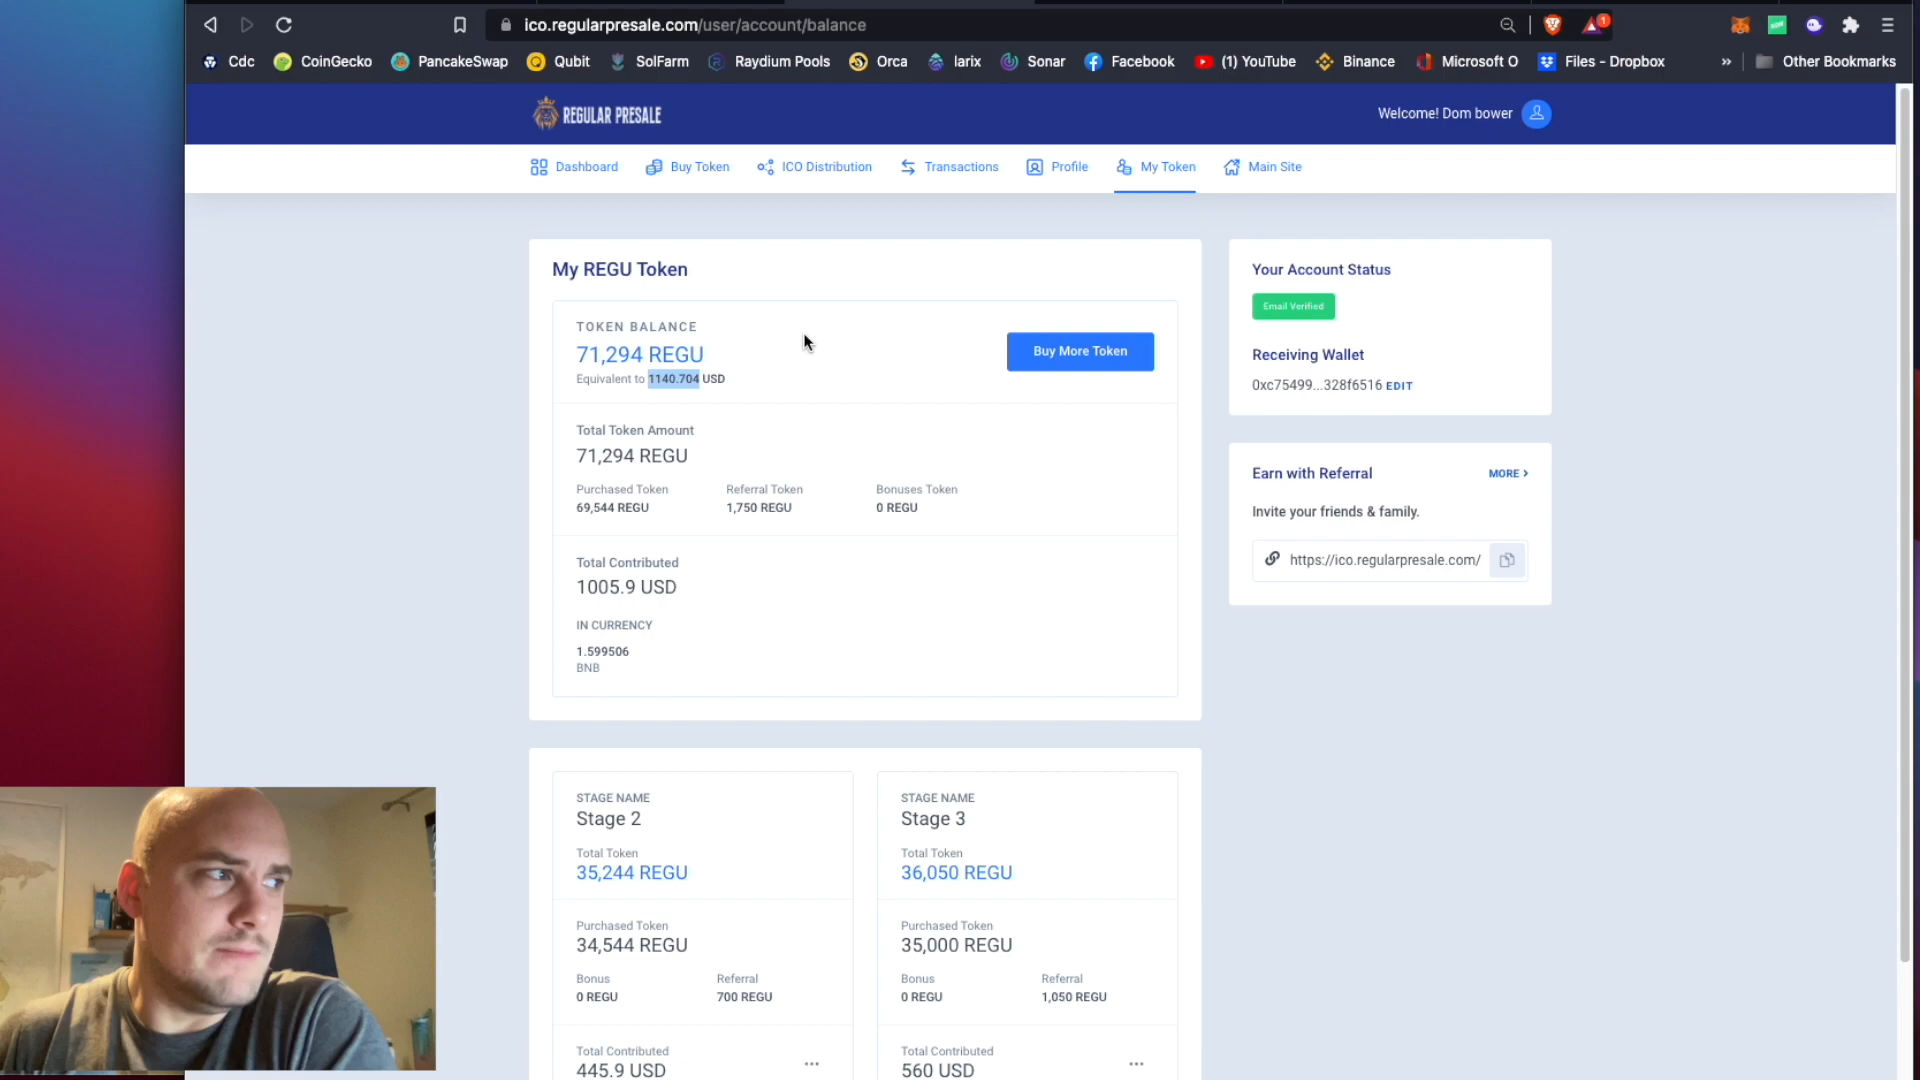 ico.regularpresale.com/user/account/balance
1
Cdc CoinGecko PancakeSwap Qubit SolFarm Raydium Pools Orca larix Sonar Facebook (1) YouTube Binance Microsoft O Files - Dropbox » Other Bookmarks
REGULAR PRESALE
Welcome! Dom bower
Dashboard Buy Token ICO Distribution Transactions Profile My Token Main Site
My REGU Token
TOKEN BALANCE
71,294 REGU
Equivalent to 1140.704 USD
Buy More Token
Total Token Amount
71,294 REGU
Purchased Token Referral Token Bonuses Token
69,544 REGU 1,750 REGU 0 REGU
Total Contributed
1005.9 USD
IN CURRENCY
1.599506
BNB
Your Account Status
Email Verified
Receiving Wallet
0xc75499...328f6516 EDIT
Earn with Referral MORE >
Invite your friends & family.
https://ico.regularpresale.com/
STAGE NAME
Stage 2
Total Token
35,244 REGU
Purchased Token
34,544 REGU
Bonus Referral
0 REGU 700 REGU
Total Contributed
445.9 USD
...
STAGE NAME
Stage 3
Total Token
36,050 REGU
Purchased Token
35,000 REGU
Bonus Referral
0 REGU 1,050 REGU
Total Contributed
560 USD
...